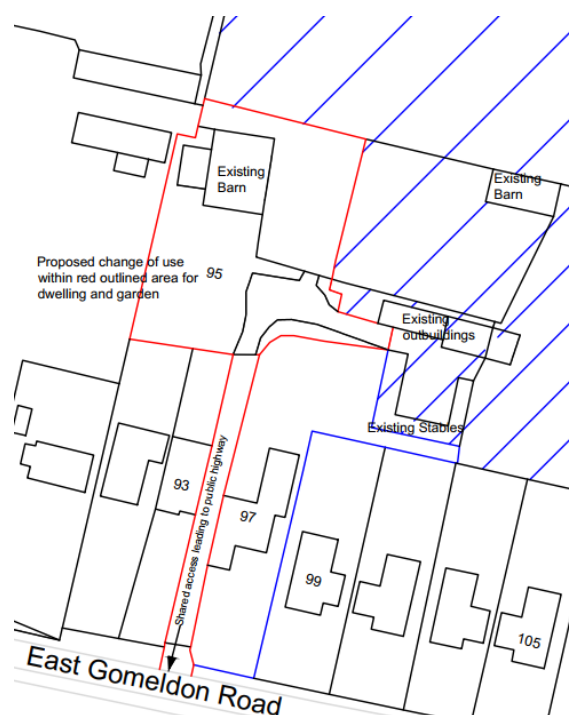 Existing
Barn
Existing
Barn
Proposed change of use
within red outlined area for
dwelling and garden
95
Existing
outbuildings
Existing Stables
93
97
Shared access leading to public highway
99
105
East Gomeldon Road